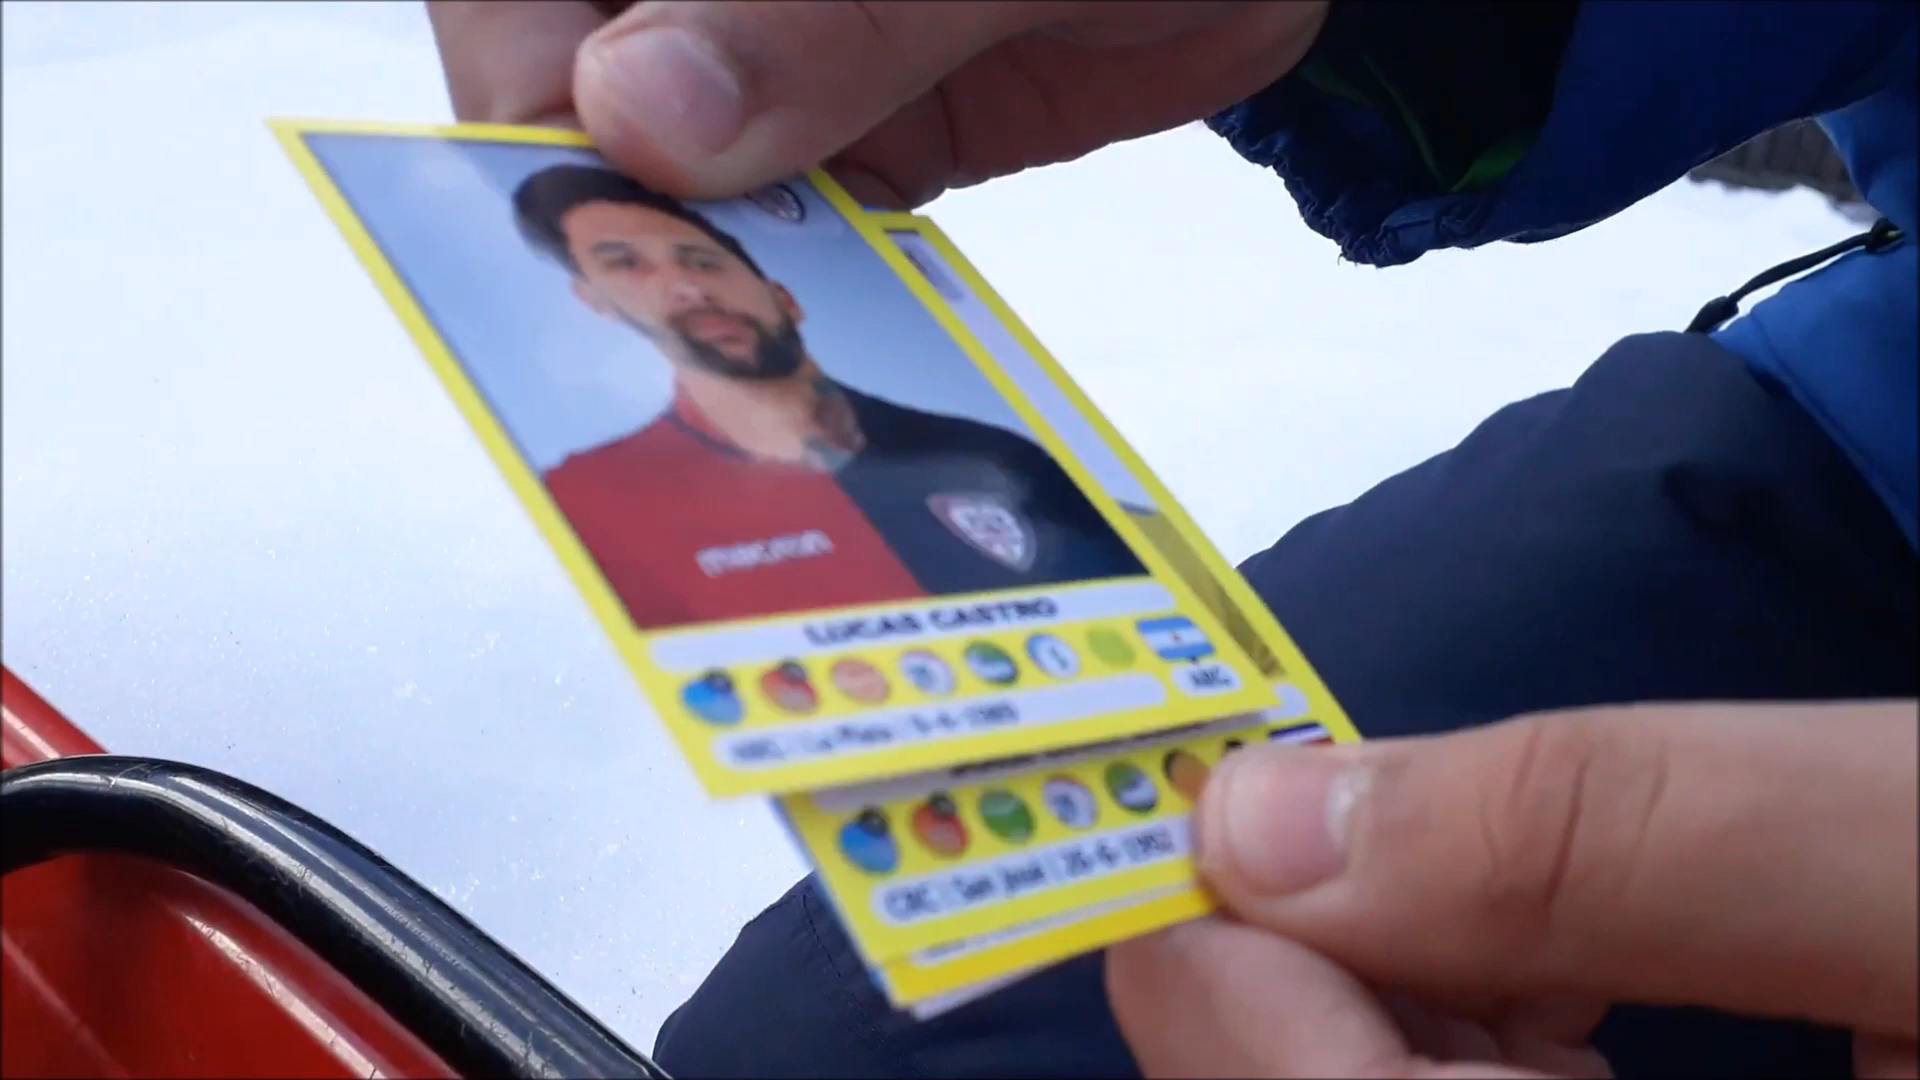 macron
LUCAS CASTRO
ARG
ARG | La Plata | 9-4-1989
CRC | San José | 26-6-1992